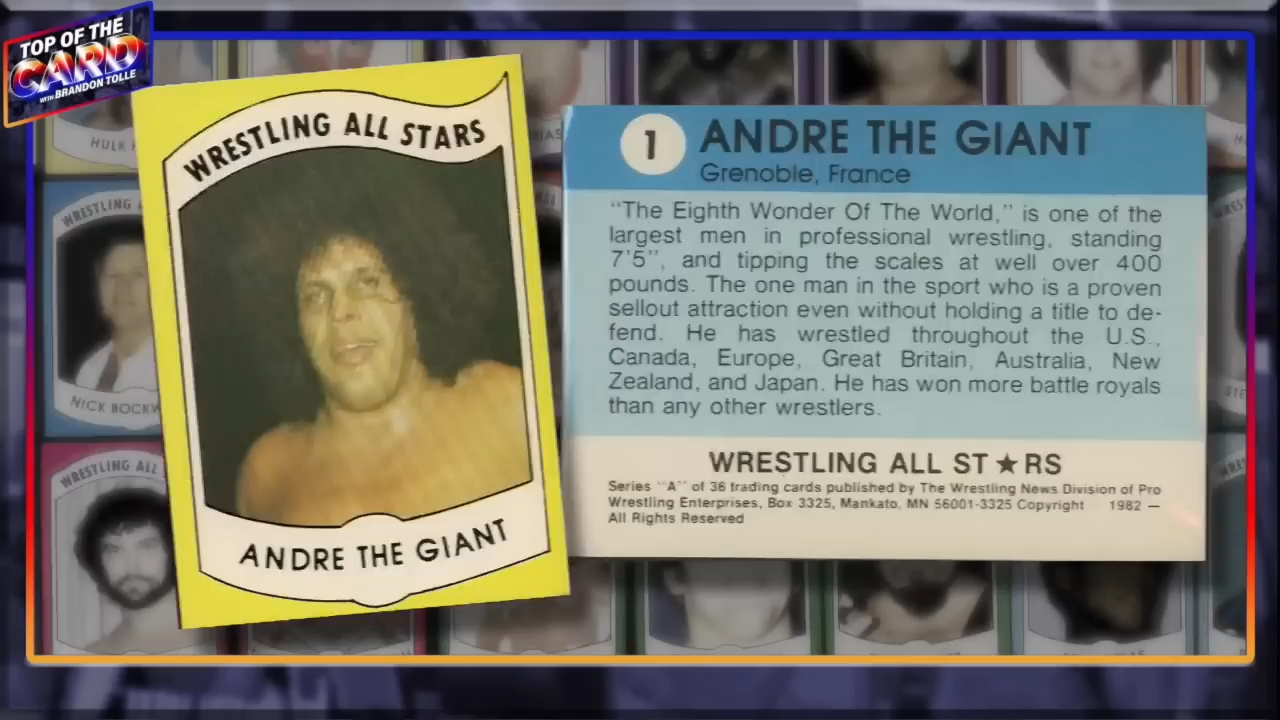 TOP OF THE
CARD
WITH BRANDON TOLLE
HULK
WRESTLING
NICK BOCKW
WRESTLING ALL
WRESTLING ALL STARS
ANDRE THE GIANT
1 ANDRE THE GIANT
Grenoble, France
“The Eighth Wonder Of The World,” is one of the
largest men in professional wrestling, standing
7'5”, and tipping the scales at well over 400
pounds. The one man in the sport who is a proven
sellout attraction even without holding a title to de-
fend. He has wrestled throughout the U.S.,
Canada, Europe, Great Britain, Australia, New
Zealand, and Japan. He has won more battle royals
than any other wrestlers.
WRESTLING ALL ST★RS
Series “A” of 36 trading cards published by The Wrestling News Division of Pro
Wrestling Enterprises, Box 3325, Mankato, MN 56001-3325 Copyright 1982 —
All Rights Reserved